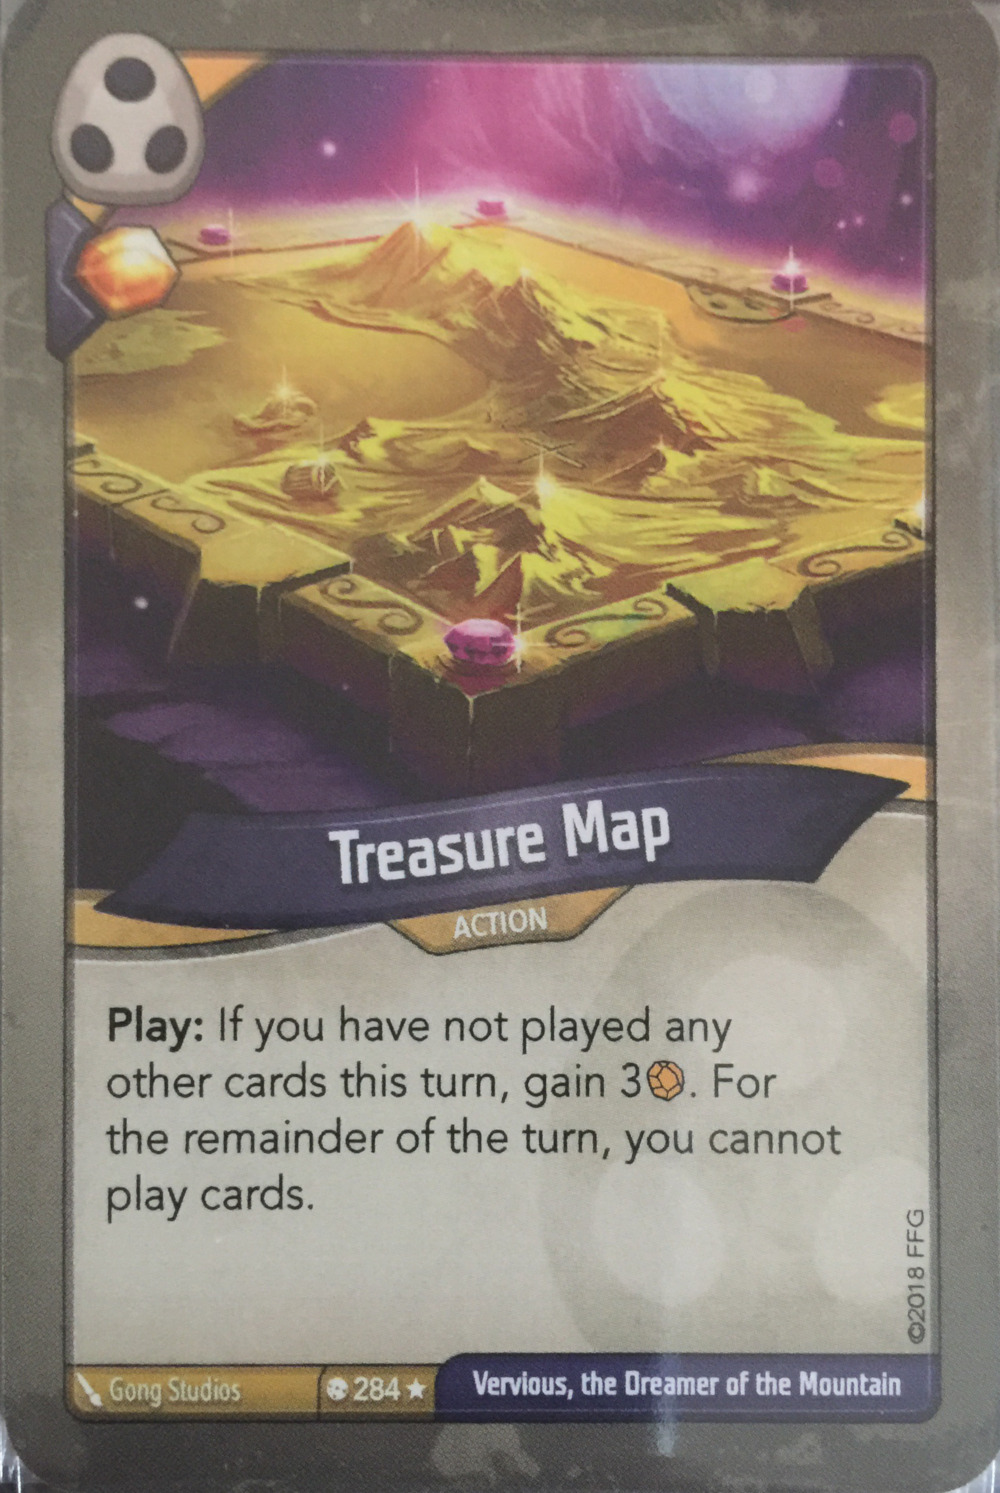 Treasure Map
ACTION
Play: If you have not played any
other cards this turn, gain 3. For
the remainder of the turn, you cannot
play cards.
©2018 FFG
Gong Studios
284
Vervious, the Dreamer of the Mountain